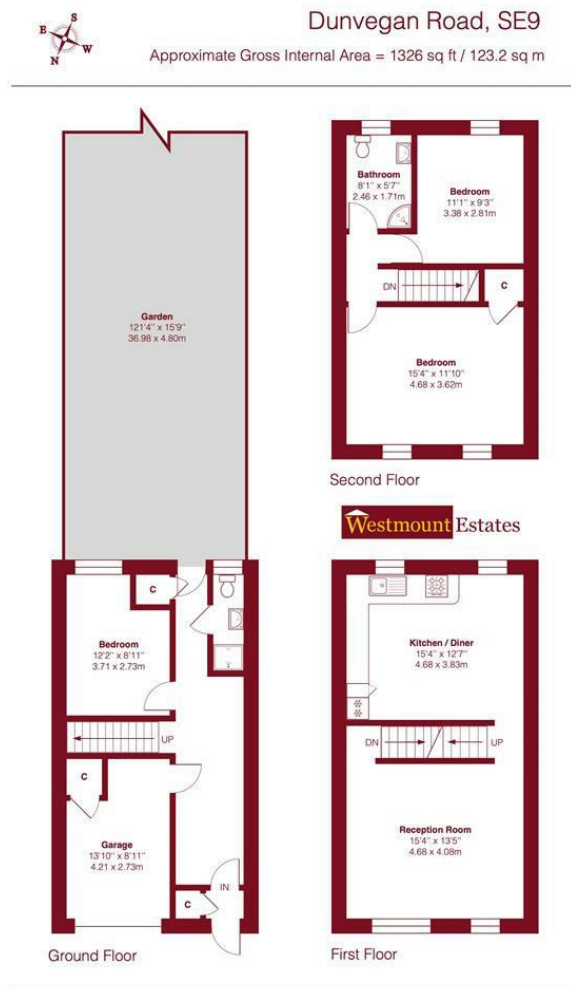 Dunvegan Road, SE9
Approximate Gross Internal Area = 1326 sq ft / 123.2 sq m
E S
N W
Garden
121'4" x 15'9"
36.98 x 4.80m
C
Bedroom
12'2" x 8'11"
3.71 x 2.73m
UP
C
Garage
13'10" x 8'11"
4.21 x 2.73m
IN
C
Ground Floor
Bathroom
8'1" x 5'7"
2.46 x 1.71m
Bedroom
11'1" x 9'3"
3.38 x 2.81m
DN
C
Bedroom
15'4" x 11'10"
4.68 x 3.62m
Second Floor
Westmount Estates
Kitchen / Diner
15'4" x 12'7"
4.68 x 3.83m
DN
UP
Reception Room
15'4" x 13'5"
4.68 x 4.08m
First Floor